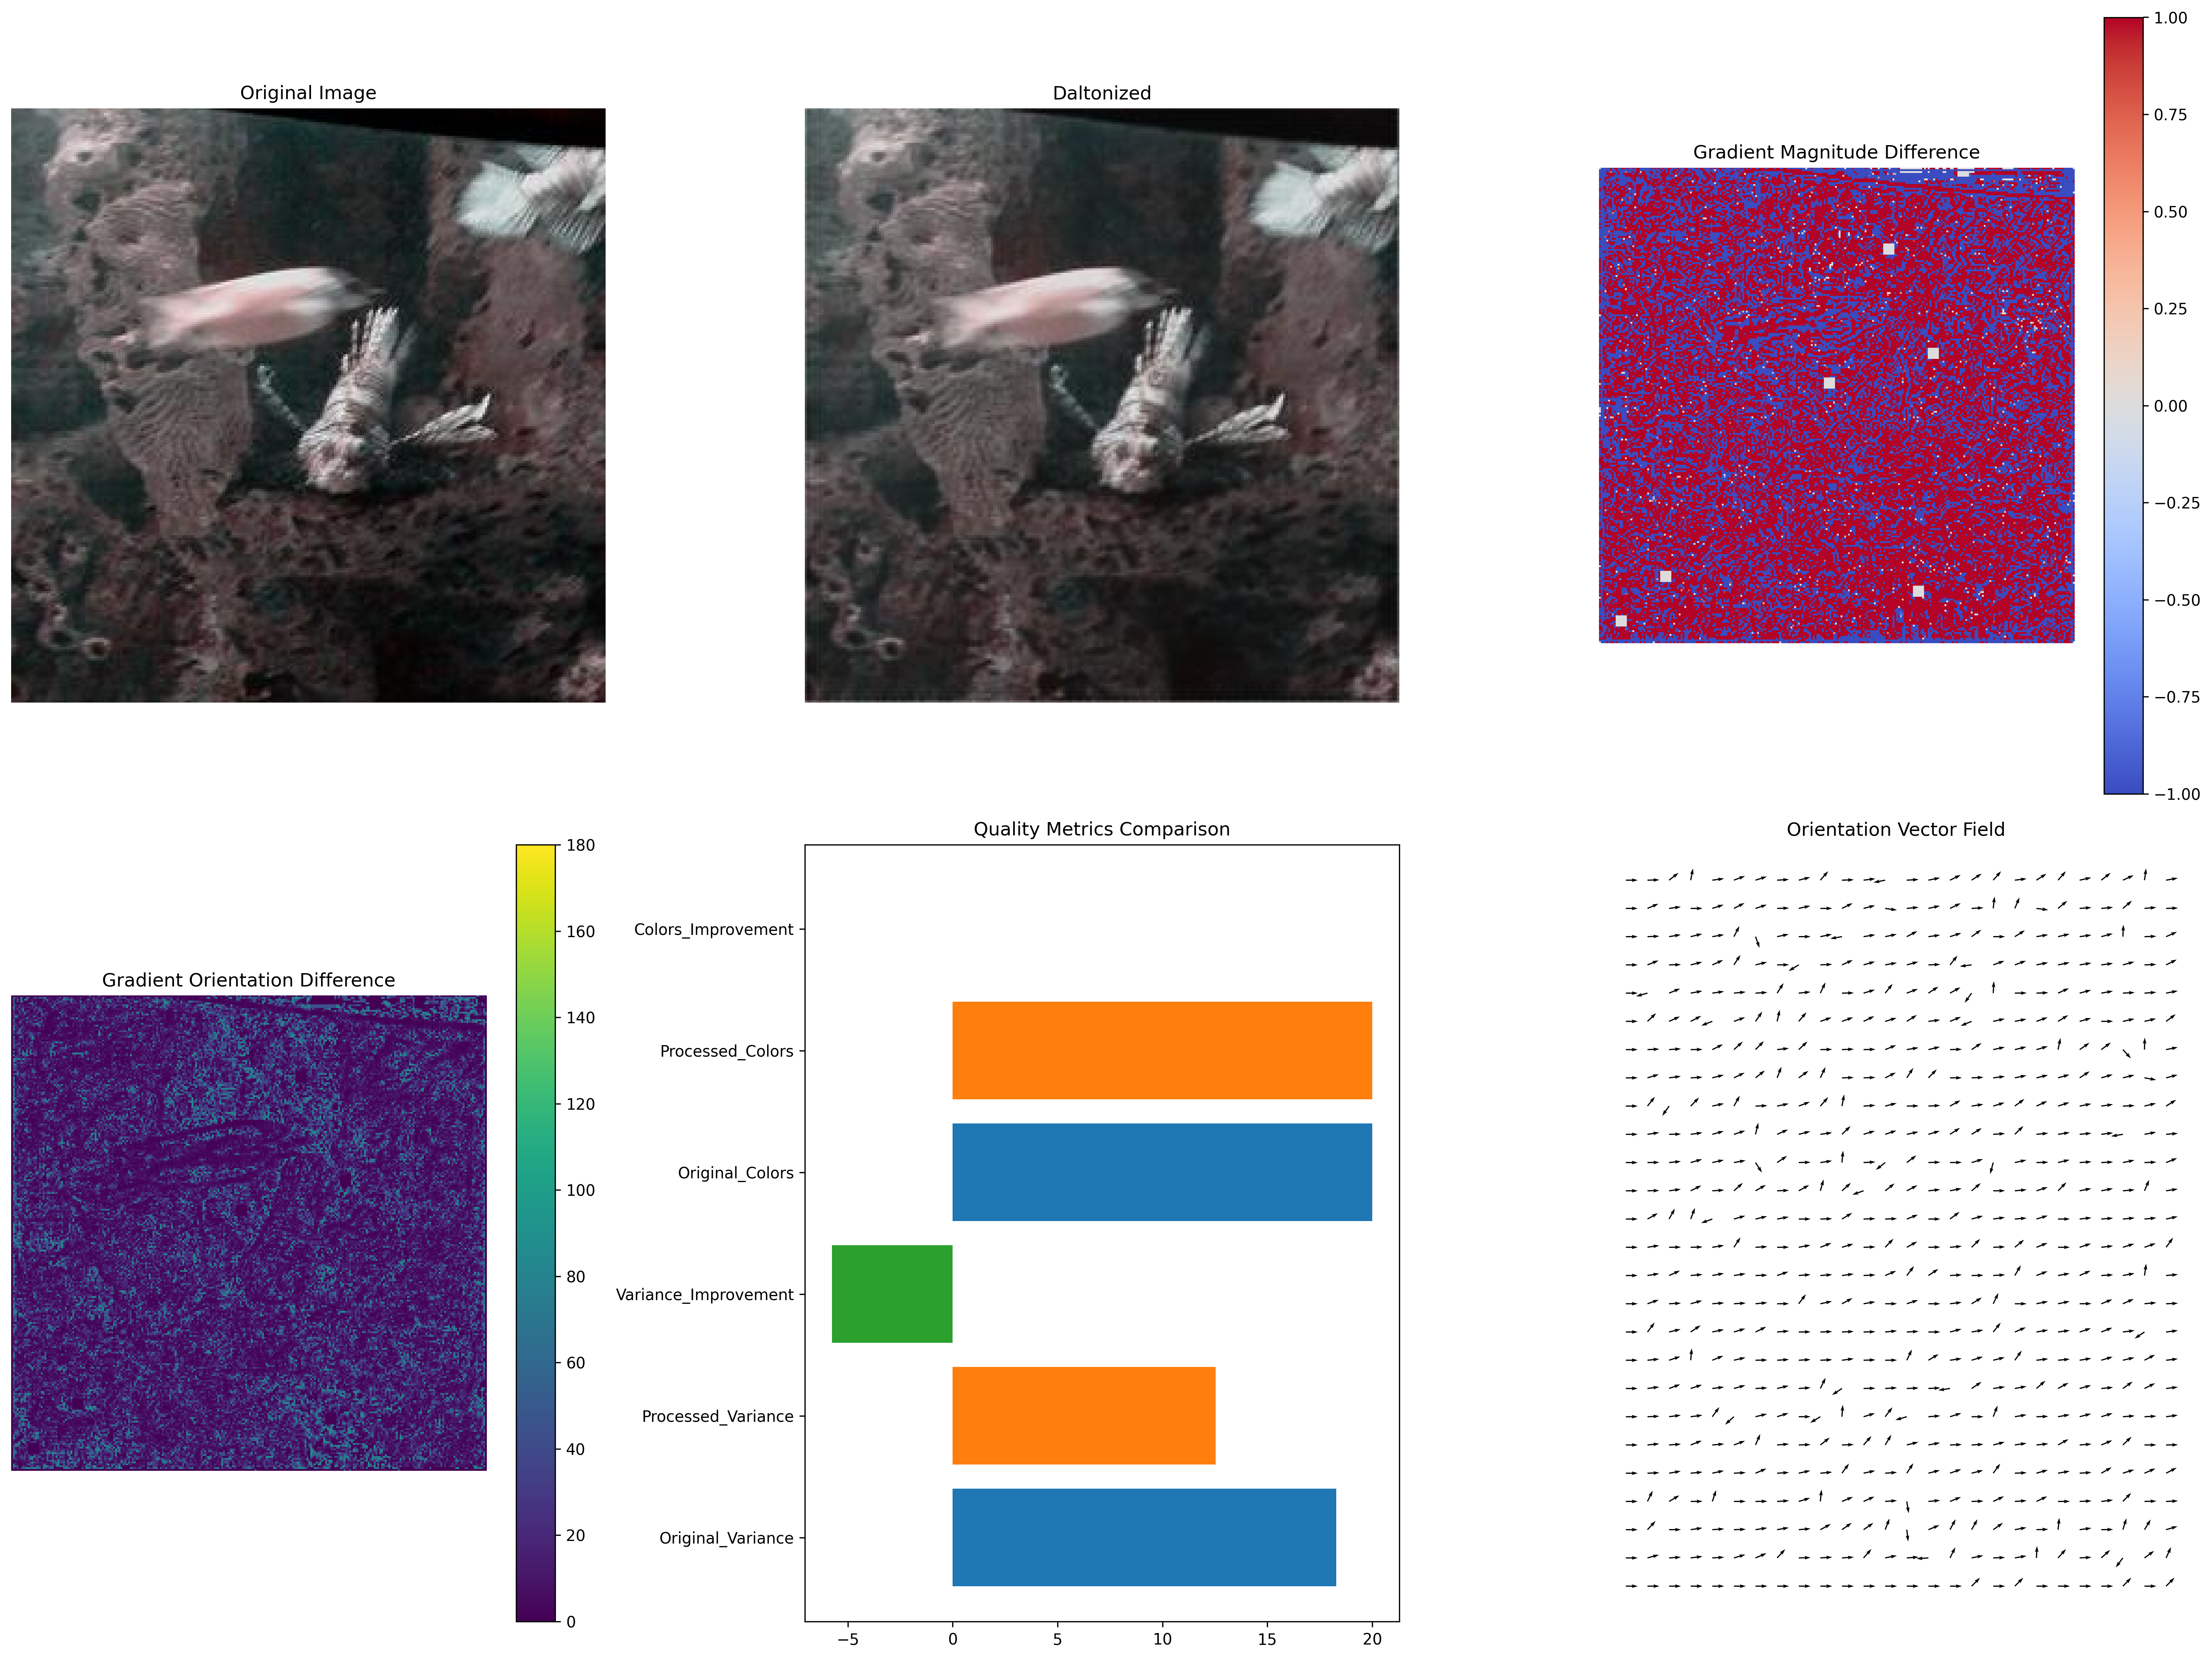 Original Image
Daltonized
Gradient Magnitude Difference
1.00
0.75
0.50
0.25
0.00
−0.25
−0.50
−0.75
−1.00
Gradient Orientation Difference
180
160
140
120
100
80
60
40
20
0
Quality Metrics Comparison
Colors_Improvement
Processed_Colors
Original_Colors
Variance_Improvement
Processed_Variance
Original_Variance
−5 0 5 10 15 20
Orientation Vector Field